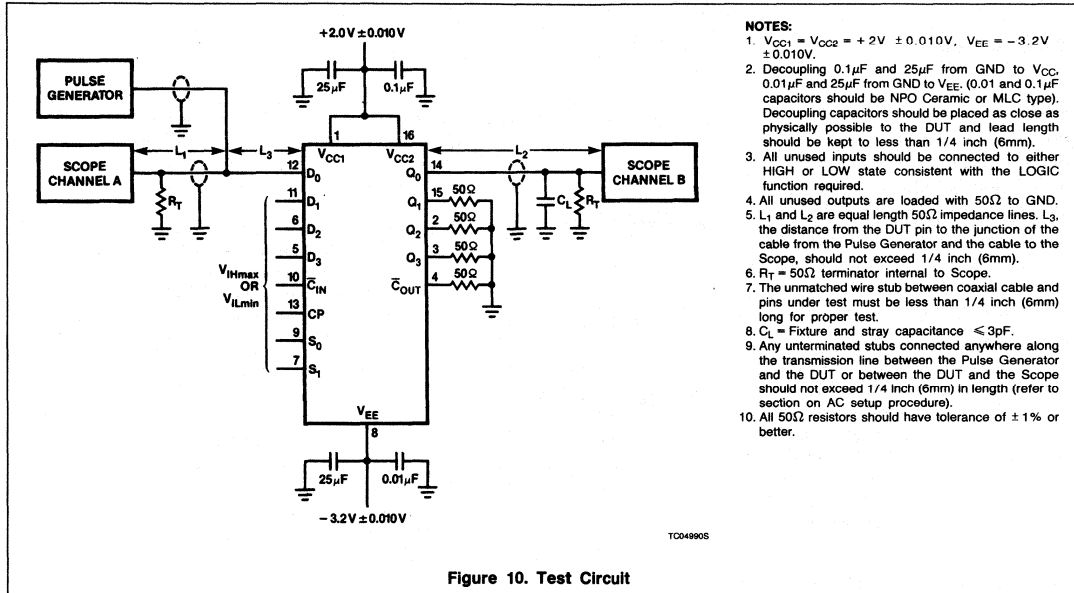 +2.0V ±0.010V
25μF
0.1μF
PULSE
GENERATOR
SCOPE
CHANNEL A
L1
L3
RT
1
16
VCC1
VCC2
12
D0
11
D1
6
D2
5
D3
10
C̅IN
13
CP
9
S0
7
S1
VIHmax
OR
VILmin
14
Q0
15
Q1
50Ω
2
Q2
50Ω
3
Q3
50Ω
4
C̅OUT
50Ω
L2
CL
RT
SCOPE
CHANNEL B
VEE
8
25μF
0.01μF
−3.2V ±0.010V
TC04990S
NOTES:
1. VCC1 = VCC2 = +2V ±0.010V, VEE = −3.2V
±0.010V.
2. Decoupling 0.1μF and 25μF from GND to VCC,
0.01μF and 25μF from GND to VEE. (0.01 and 0.1μF
capacitors should be NPO Ceramic or MLC type).
Decoupling capacitors should be placed as close as
physically possible to the DUT and lead length
should be kept to less than 1/4 inch (6mm).
3. All unused inputs should be connected to either
HIGH or LOW state consistent with the LOGIC
function required.
4. All unused outputs are loaded with 50Ω to GND.
5. L1 and L2 are equal length 50Ω impedance lines. L3,
the distance from the DUT pin to the junction of the
cable from the Pulse Generator and the cable to the
Scope, should not exceed 1/4 inch (6mm).
6. RT = 50Ω terminator internal to Scope.
7. The unmatched wire stub between coaxial cable and
pins under test must be less than 1/4 inch (6mm)
long for proper test.
8. CL = Fixture and stray capacitance ⩽ 3pF.
9. Any unterminated stubs connected anywhere along
the transmission line between the Pulse Generator
and the DUT or between the DUT and the Scope
should not exceed 1/4 inch (6mm) in length (refer to
section on AC setup procedure).
10. All 50Ω resistors should have tolerance of ±1% or
better.
Figure 10. Test Circuit